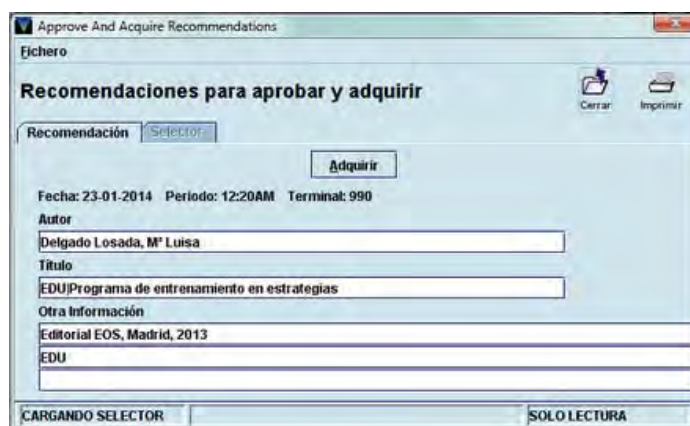 Approve And Acquire Recommendations
Fichero
Recomendaciones para aprobar y adquirir
Cerrar
Imprimir
Recomendación
Selector
Adquirir
Fecha: 23-01-2014 Periodo: 12:20AM Terminal: 990
Autor
Delgado Losada, Mª Luisa
Título
EDU|Programa de entrenamiento en estrategias
Otra Información
Editorial EOS, Madrid, 2013
EDU
CARGANDO SELECTOR
SOLO LECTURA